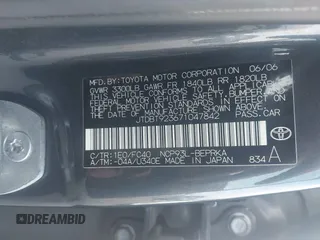 MFD.BY:TOYOTA MOTOR CORPORATION 06/06
GVWR 3300LB GAWR FR 1840LB RR 1820LB
THIS VEHICLE CONFORMS TO ALL APPLICABLE
FEDERAL MOTOR VEHICLE SAFETY, BUMPER, AND
THEFT PREVENTION STANDARDS IN EFFECT ON
THE DATE OF MANUFACTURE SHOWN ABOVE.
JTDBT923671047842 PASS.CAR
C/TR:1E0/FC40 NCP93L-BEPRKA
A/TM:-04A/U340E MADE IN JAPAN 834 A
TOYOTA